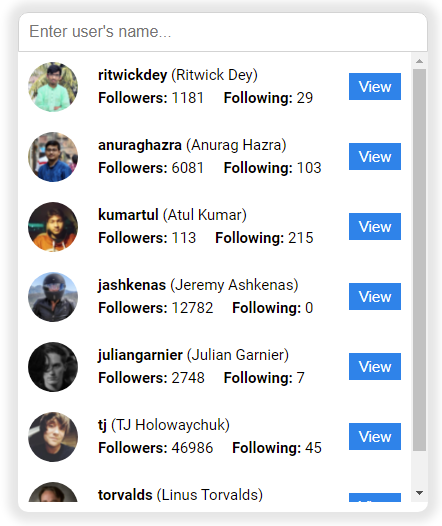 Enter user's name...
ritwickdey (Ritwick Dey)
Followers: 1181 Following: 29
View
anuraghazra (Anurag Hazra)
Followers: 6081 Following: 103
View
kumartul (Atul Kumar)
Followers: 113 Following: 215
View
jashkenas (Jeremy Ashkenas)
Followers: 12782 Following: 0
View
juliangarnier (Julian Garnier)
Followers: 2748 Following: 7
View
tj (TJ Holowaychuk)
Followers: 46986 Following: 45
View
torvalds (Linus Torvalds)